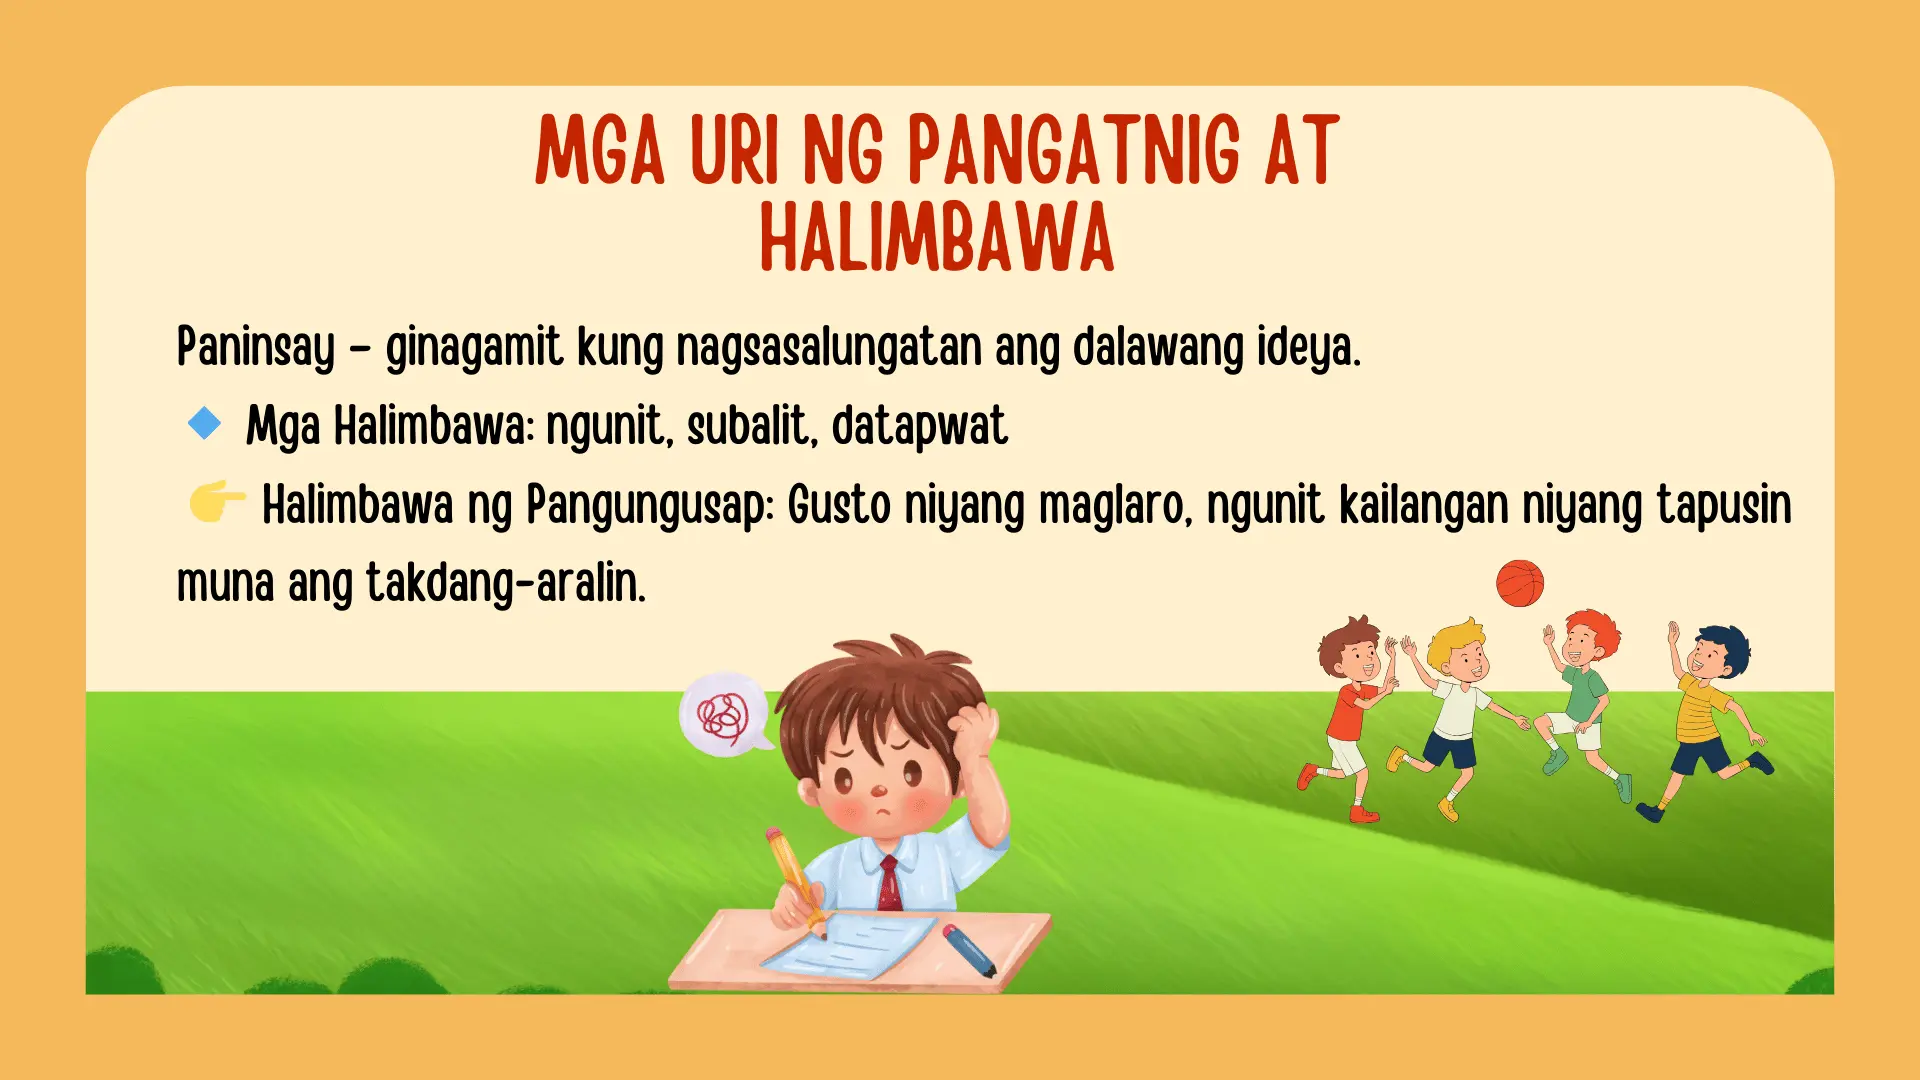 MGA URI NG PANGATNIG AT
HALIMBAWA
Paninsay – ginagamit kung nagsasalungatan ang dalawang ideya.
🔹 Mga Halimbawa: ngunit, subalit, datapwat
👉 Halimbawa ng Pangungusap: Gusto niyang maglaro, ngunit kailangan niyang tapusin
muna ang takdang-aralin.